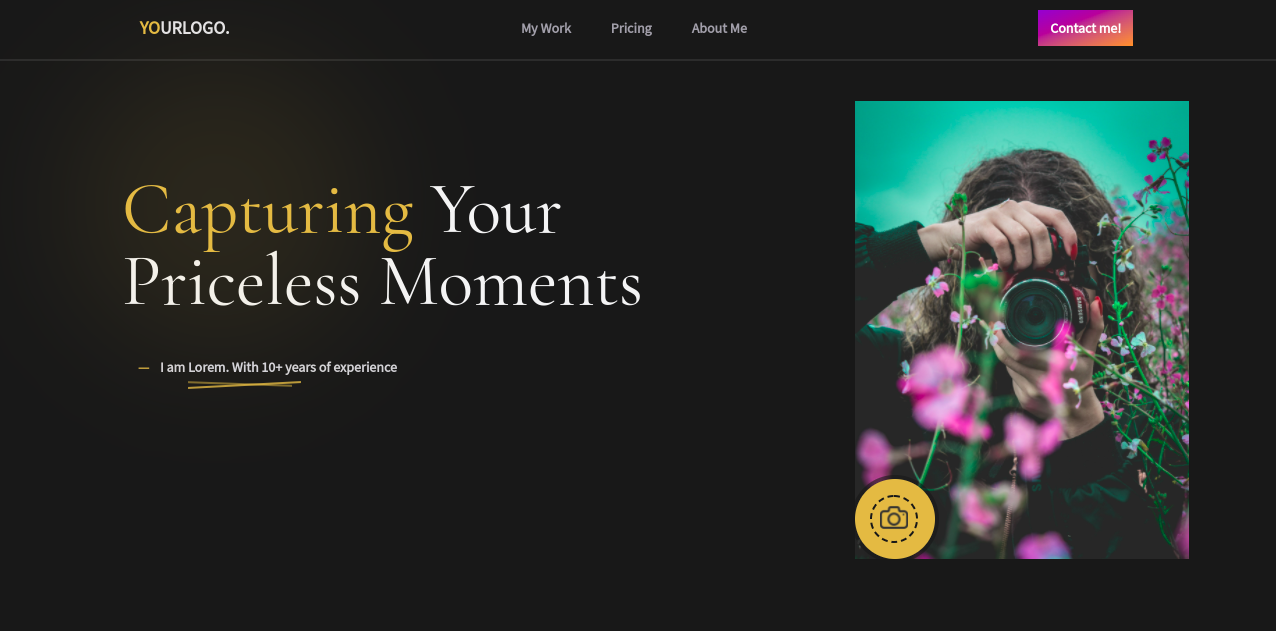 YOURLOGO.
My Work
Pricing
About Me
Contact me!
Capturing Your
Priceless Moments
— I am Lorem. With 10+ years of experience
SAMSUNG